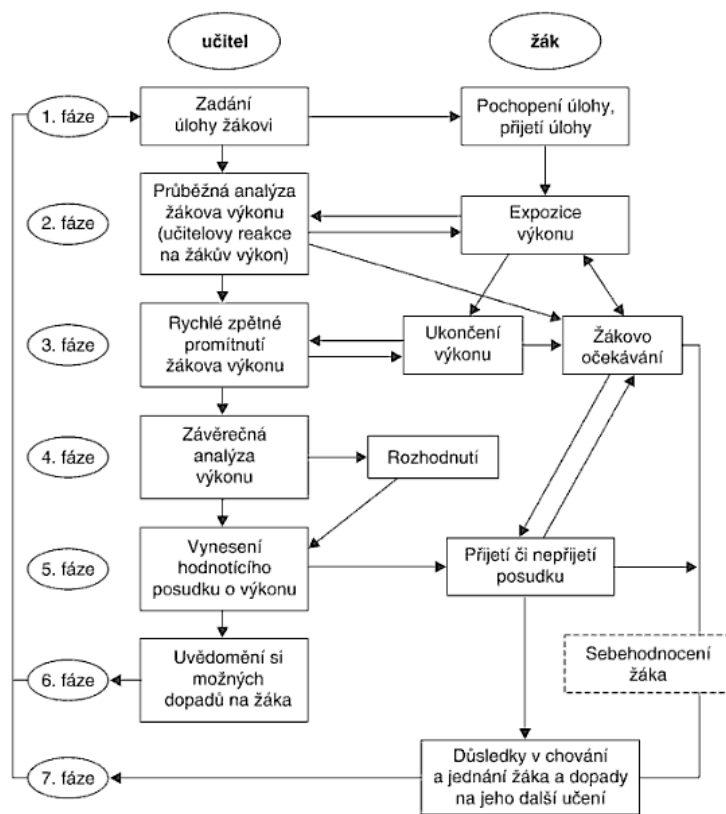 učitel
žák
1. fáze
Zadání
úlohy žákovi
Pochopení úlohy,
přijetí úlohy
2. fáze
Průběžná analýza
žákova výkonu
(učitelovy reakce
na žákův výkon)
Expozice
výkonu
3. fáze
Rychlé zpětné
promítnutí
žákova výkonu
Ukončení
výkonu
Žákovo
očekávání
4. fáze
Závěrečná
analýza
výkonu
Rozhodnutí
5. fáze
Vynesení
hodnotícího
posudku o výkonu
Přijetí či nepřijetí
posudku
6. fáze
Uvědomění si
možných
dopadů na žáka
Sebehodnocení
žáka
7. fáze
Důsledky v chování
a jednání žáka a dopady
na jeho další učení